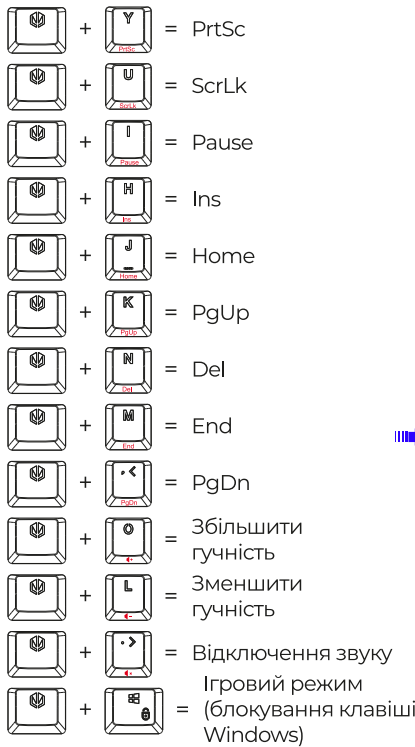 + Y PrtSc = PrtSc
+ U ScrLk = ScrLk
+ I Pause = Pause
+ H Ins = Ins
+ J Home = Home
+ K PgUp = PgUp
+ N Del = Del
+ M End = End
+ , < PgDn = PgDn
+ O + = Збільшити
гучність
+ L - = Зменшити
гучність
+ . > = Відключення звуку
+ = Ігровий режим
(блокування клавіші
Windows)